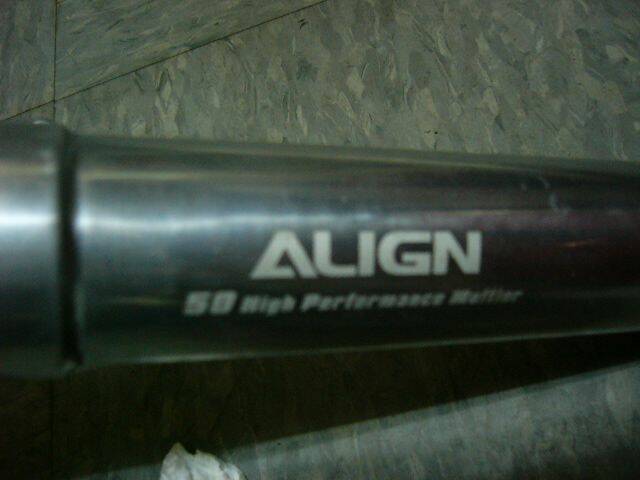 ALIGN
50 High Performance Muffler